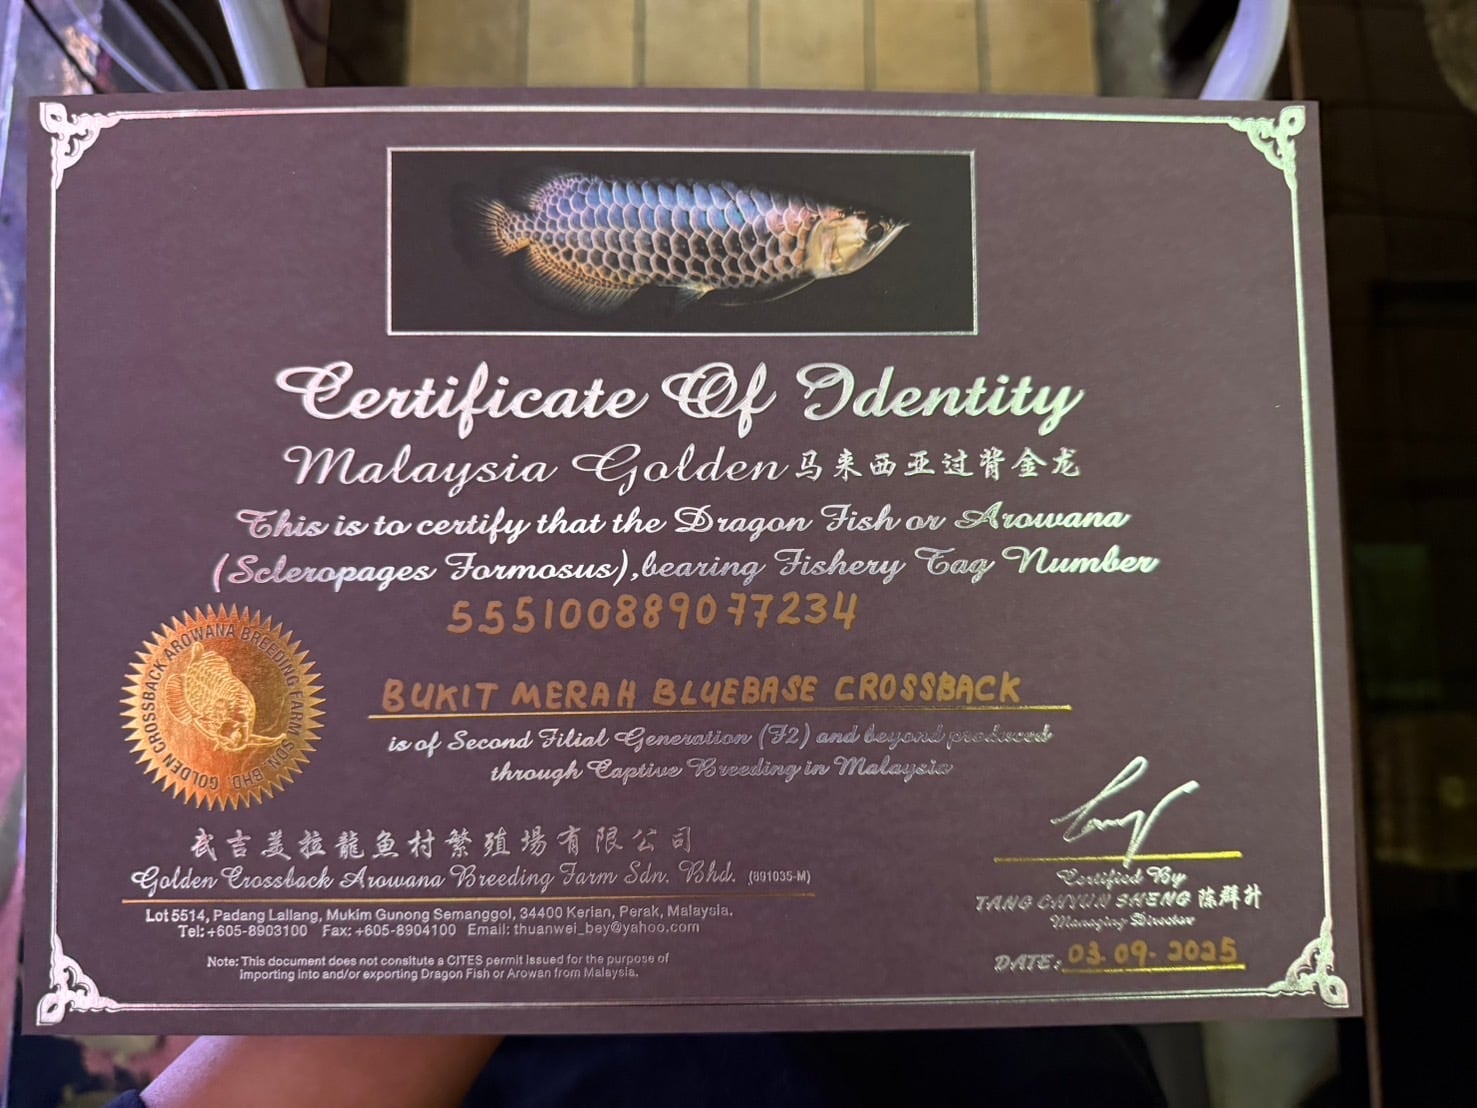 Certificate Of Identity
Malaysia Golden 马来西亚过背金龙
This is to certify that the Dragon Fish or Arowana
(Scleropages Formosus),bearing Fishery Tag Number
555100889077234
BUKIT MERAH BLUEBASE CROSSBACK
is of Second Filial Generation (F2) and beyond produced
through Captive Breeding in Malaysia
GOLDEN CROSSBACK AROWANA BREEDING FARM SDN BHD.
武吉美拉龍魚村繁殖場有限公司
Golden Crossback Arowana Breeding Farm Sdn. Bhd. (891035-M)
Lot 5514, Padang Lallang, Mukim Gunong Semanggol, 34400 Kerian, Perak, Malaysia.
Tel: +605-8903100 Fax: +605-8904100 Email: thuanwei_bey@yahoo.com
Note: This document does not consitute a CITES permit issued for the purpose of
importing into and/or exporting Dragon Fish or Arowan from Malaysia.
Certified By
TANG CHYUN SHENG 陈群升
Managing Director
DATE: 03.09.2025